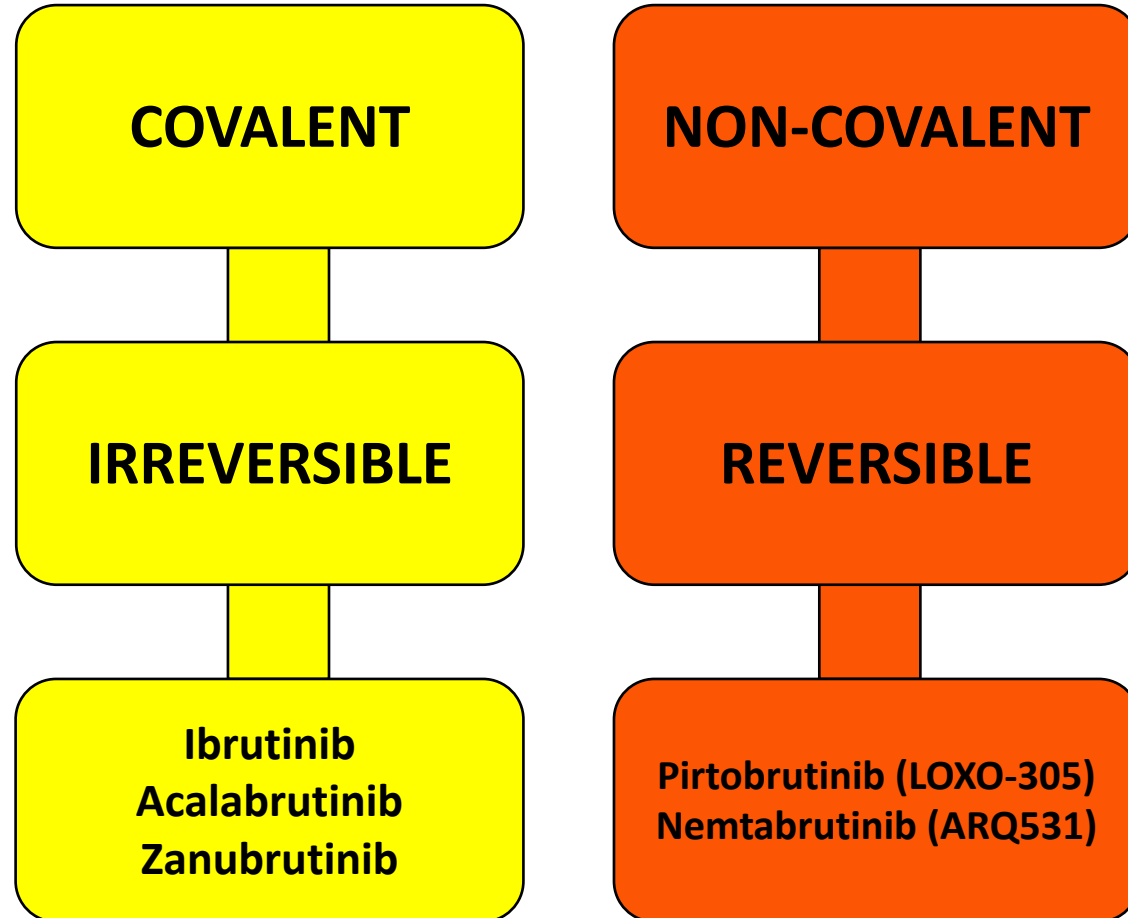 COVALENT
IRREVERSIBLE
Ibrutinib
Acalabrutinib
Zanubrutinib
NON-COVALENT
REVERSIBLE
Pirtobrutinib (LOXO-305)
Nemtabrutinib (ARQ531)